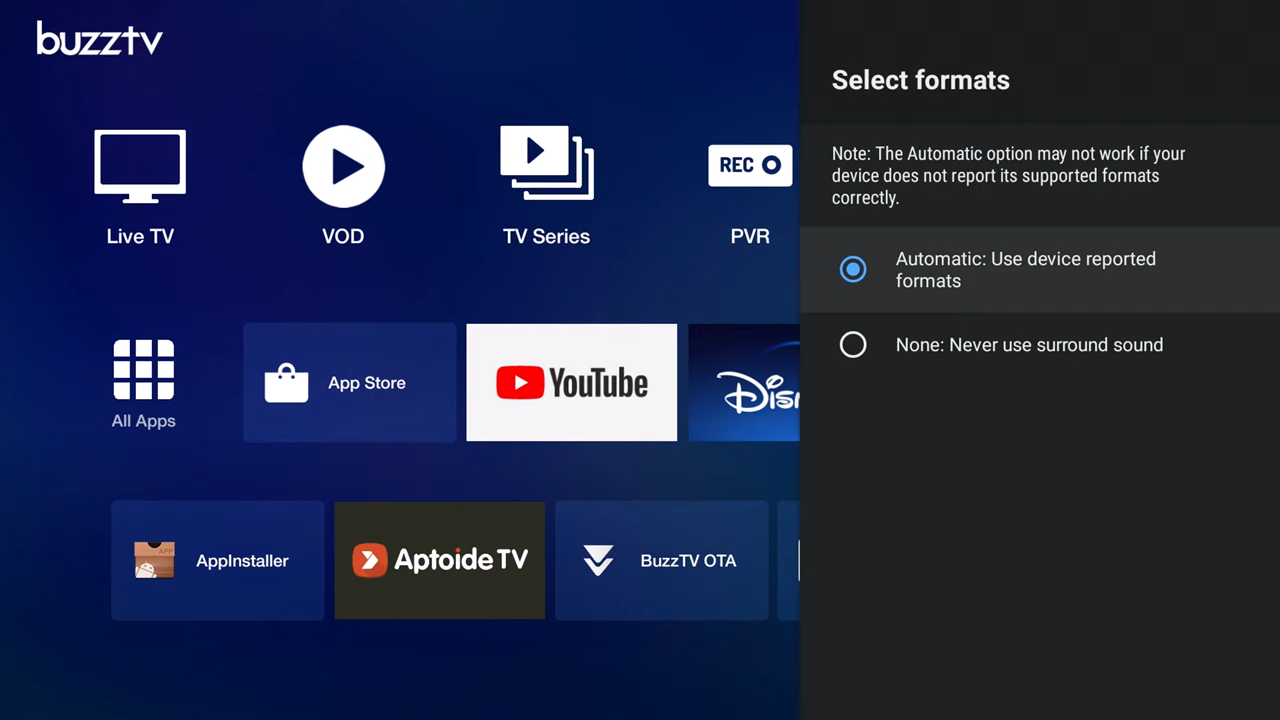 buzztv
Live TV
VOD
TV Series
REC
PVR
All Apps
App Store
YouTube
Disn
AppInstaller
APP
Aptoide TV
BuzzTV OTA
Select formats
Note: The Automatic option may not work if your
device does not report its supported formats
correctly.
Automatic: Use device reported
formats
None: Never use surround sound